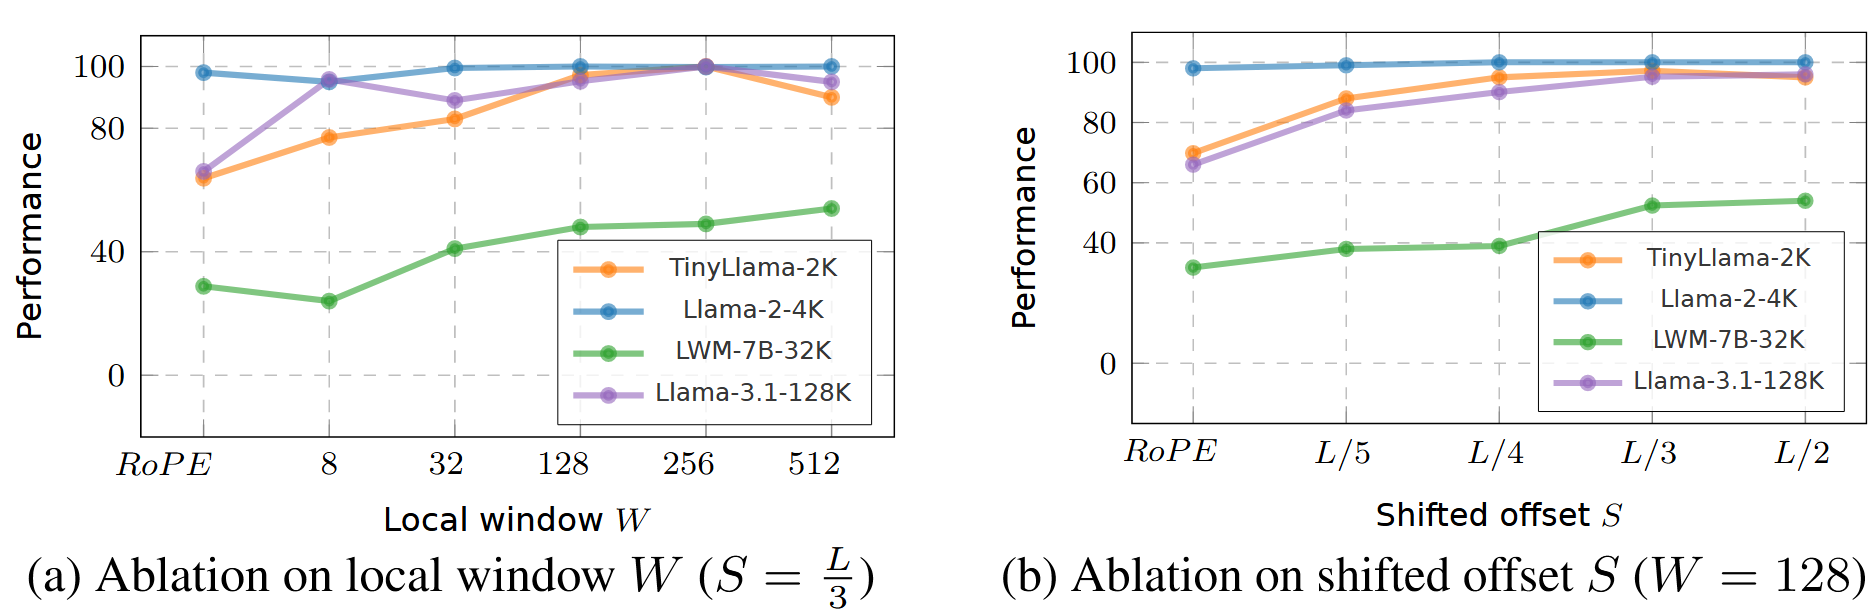 100
80
40
0
Performance
TinyLlama-2K
Llama-2-4K
LWM-7B-32K
Llama-3.1-128K
RoPE 8 32 128 256 512
Local window W
(a) Ablation on local window W (S = L/3)
100
80
60
40
0
Performance
TinyLlama-2K
Llama-2-4K
LWM-7B-32K
Llama-3.1-128K
RoPE L/5 L/4 L/3 L/2
Shifted offset S
(b) Ablation on shifted offset S (W = 128)